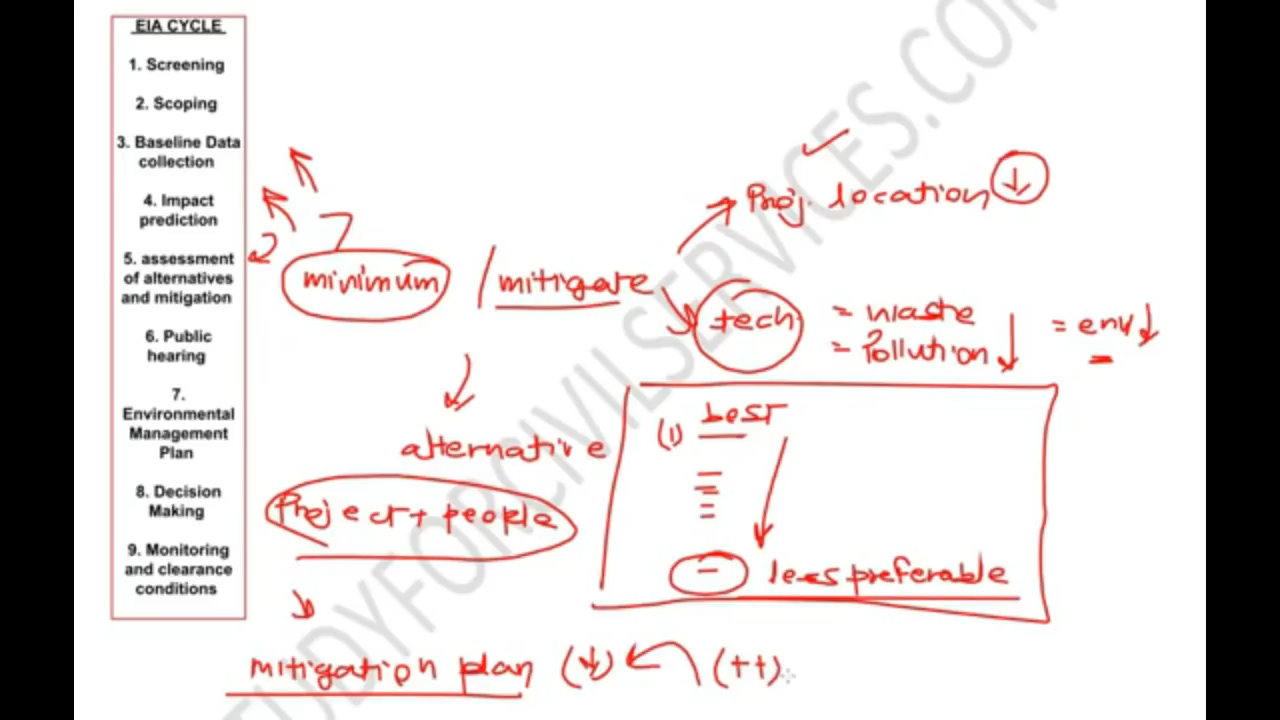 EIA CYCLE
1. Screening
2. Scoping
3. Baseline Data
collection
4. Impact
prediction
5. assessment
of alternatives
and mitigation
6. Public
hearing
7.
Environmental
Management
Plan
8. Decision
Making
9. Monitoring
and clearance
conditions
minimum / mitigate
Proj. location ↓
tech = waste
= Pollution ↓ = env ↓
alternative
(1) best
less preferable
Project + people
mitigation plan (↓) (++)
STUDYFORCIVILSERVICES.COM